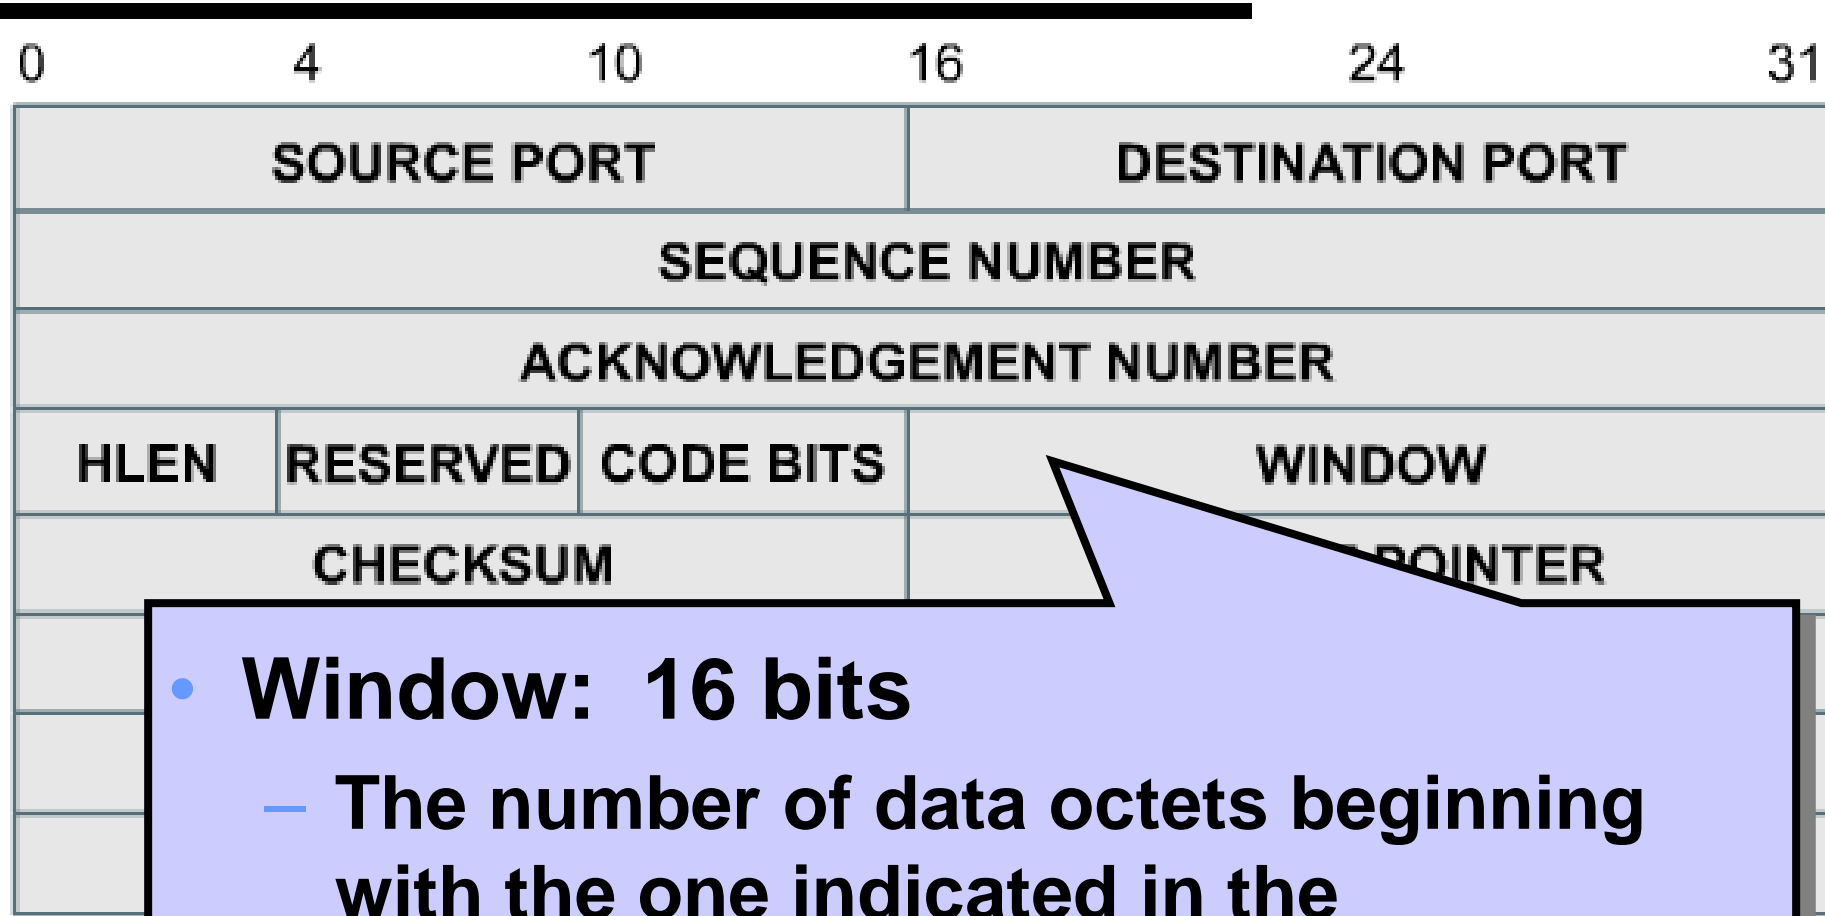 0 4 10 16 24 31
SOURCE PORT DESTINATION PORT
SEQUENCE NUMBER
ACKNOWLEDGEMENT NUMBER
HLEN RESERVED CODE BITS WINDOW
CHECKSUM POINTER
• Window: 16 bits
– The number of data octets beginning
with the one indicated in the